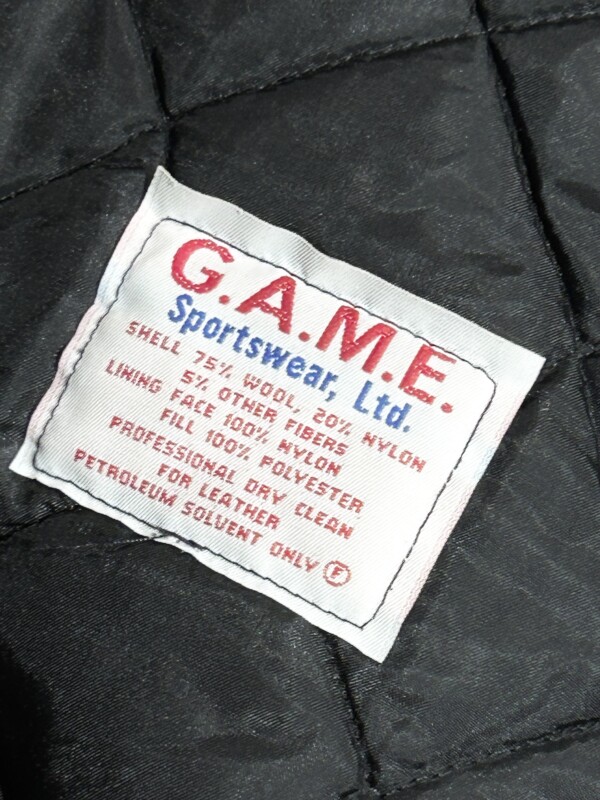 G.A.M.E.
Sportswear, Ltd.
SHELL 75% WOOL, 20% NYLON
5% OTHER FIBERS
LINING FACE 100% NYLON
FILL 100% POLYESTER
PROFESSIONAL DRY CLEAN
FOR LEATHER
PETROLEUM SOLVENT ONLY Ⓕ